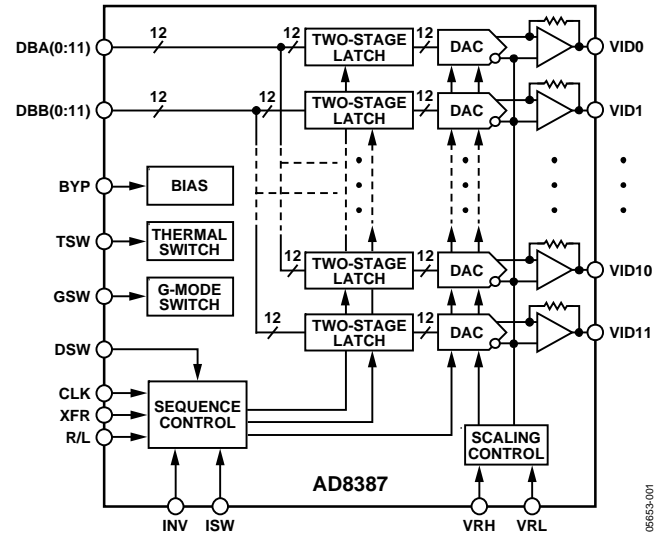 DBA(0:11) 12 12 TWO-STAGE LATCH 12 DAC VID0
DBB(0:11) 12 12 TWO-STAGE LATCH 12 DAC VID1
BYP BIAS
TSW THERMAL SWITCH
GSW G-MODE SWITCH
12 TWO-STAGE LATCH 12 DAC VID10
12 TWO-STAGE LATCH 12 DAC VID11
DSW
CLK
XFR
R/L
SEQUENCE CONTROL
SCALING CONTROL
AD8387
INV ISW VRH VRL
05653-001